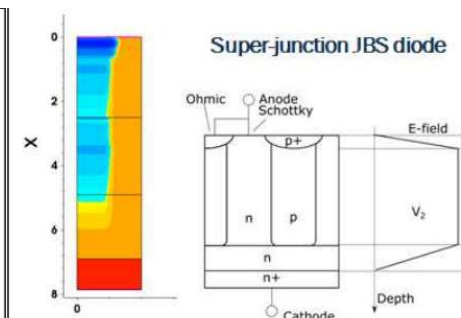 Super-junction JBS diode
0
2
4
6
8
X
0
Ohmic
Anode
Schottky
p+
n
p
n
n+
Cathode
E-field
V2
Depth